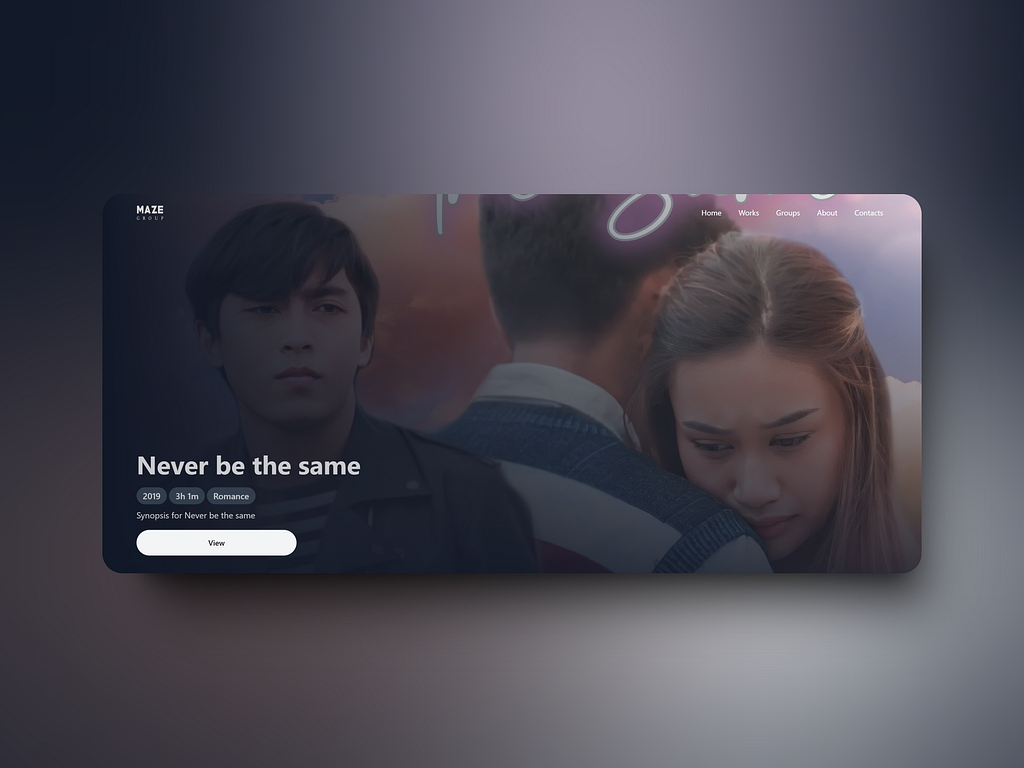 MAZE
GROUP
Home Works Groups About Contacts
Never be the same
2019 3h 1m Romance
Synopsis for Never be the same
View